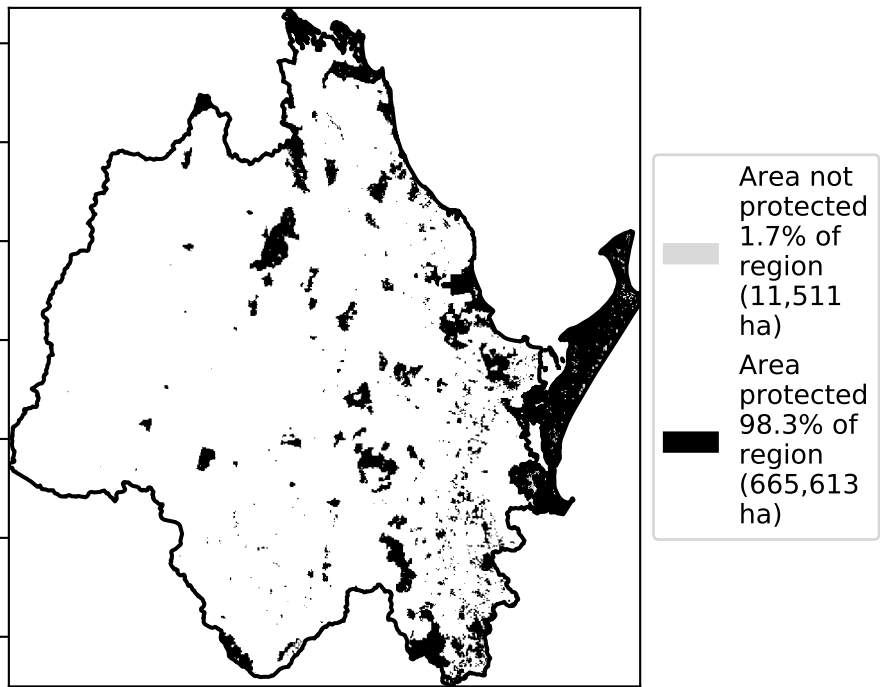 Area not
protected
1.7% of
region
(11,511
ha)
Area
protected
98.3% of
region
(665,613
ha)